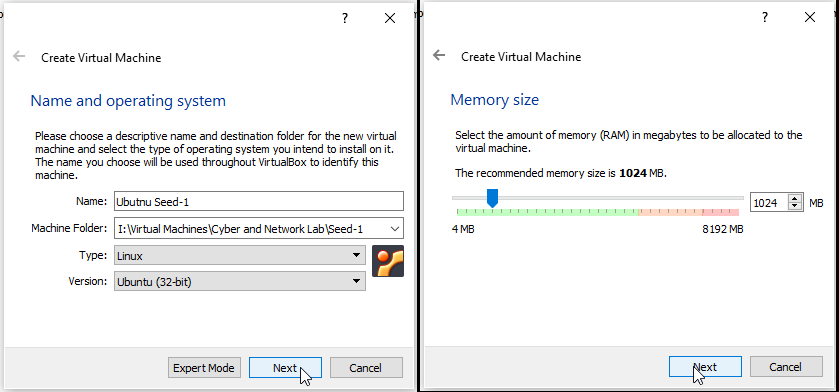 Create Virtual Machine
Name and operating system
Please choose a descriptive name and destination folder for the new virtual
machine and select the type of operating system you intend to install on it.
The name you choose will be used throughout VirtualBox to identify this
machine.
Name: Ubutnu Seed-1
Machine Folder: I:\Virtual Machines\Cyber and Network Lab\Seed-1
Type: Linux
Version: Ubuntu (32-bit)
Expert Mode Next Cancel
Create Virtual Machine
Memory size
Select the amount of memory (RAM) in megabytes to be allocated to the
virtual machine.
The recommended memory size is 1024 MB.
1024 MB
4 MB 8192 MB
Next Cancel